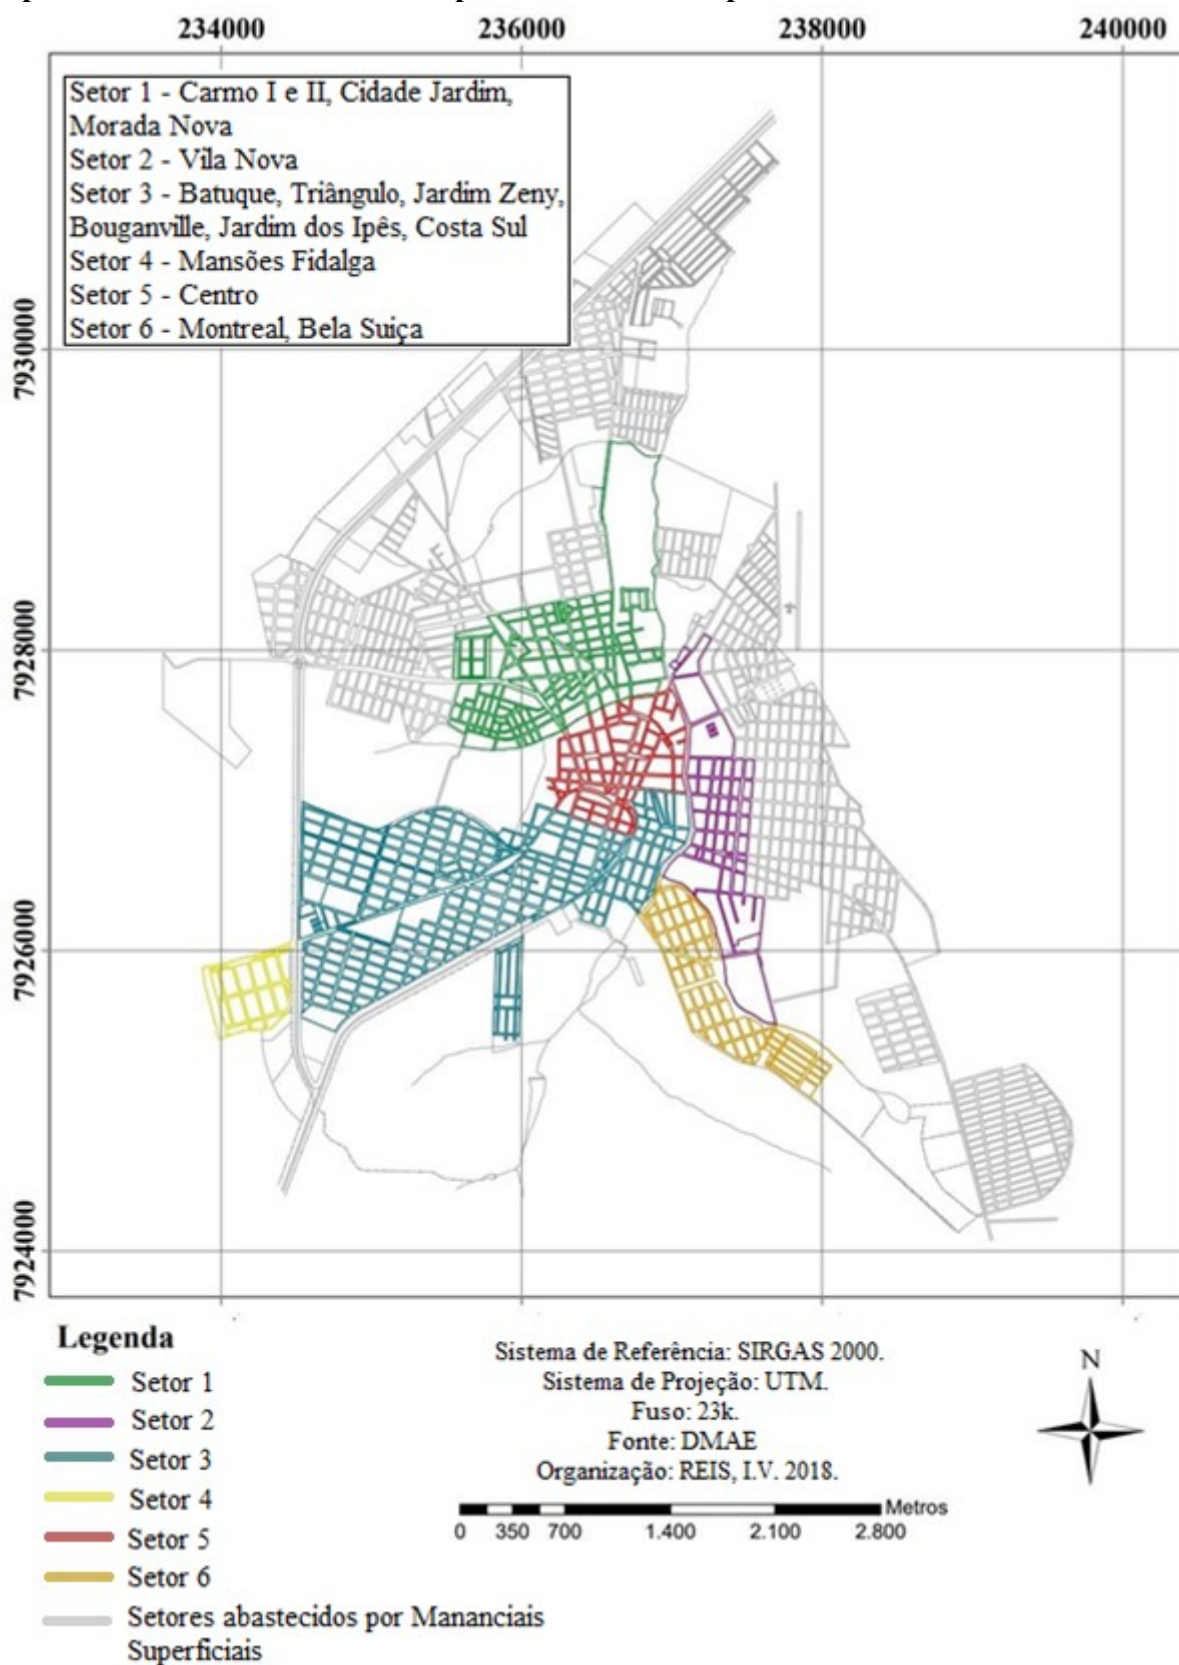 234000 236000 238000 240000
Setor 1 - Carmo I e II, Cidade Jardim,
Morada Nova
Setor 2 - Vila Nova
Setor 3 - Batuque, Triângulo, Jardim Zeny,
Bouganville, Jardim dos Ipês, Costa Sul
Setor 4 - Mansões Fidalga
Setor 5 - Centro
Setor 6 - Montreal, Bela Suiça
7930000
7928000
7926000
7924000
Legenda
Setor 1
Setor 2
Setor 3
Setor 4
Setor 5
Setor 6
Setores abastecidos por Mananciais
Superficiais
Sistema de Referência: SIRGAS 2000.
Sistema de Projeção: UTM.
Fuso: 23k.
Fonte: DMAE
Organização: REIS, I.V. 2018.
Metros
0 350 700 1.400 2.100 2.800
N